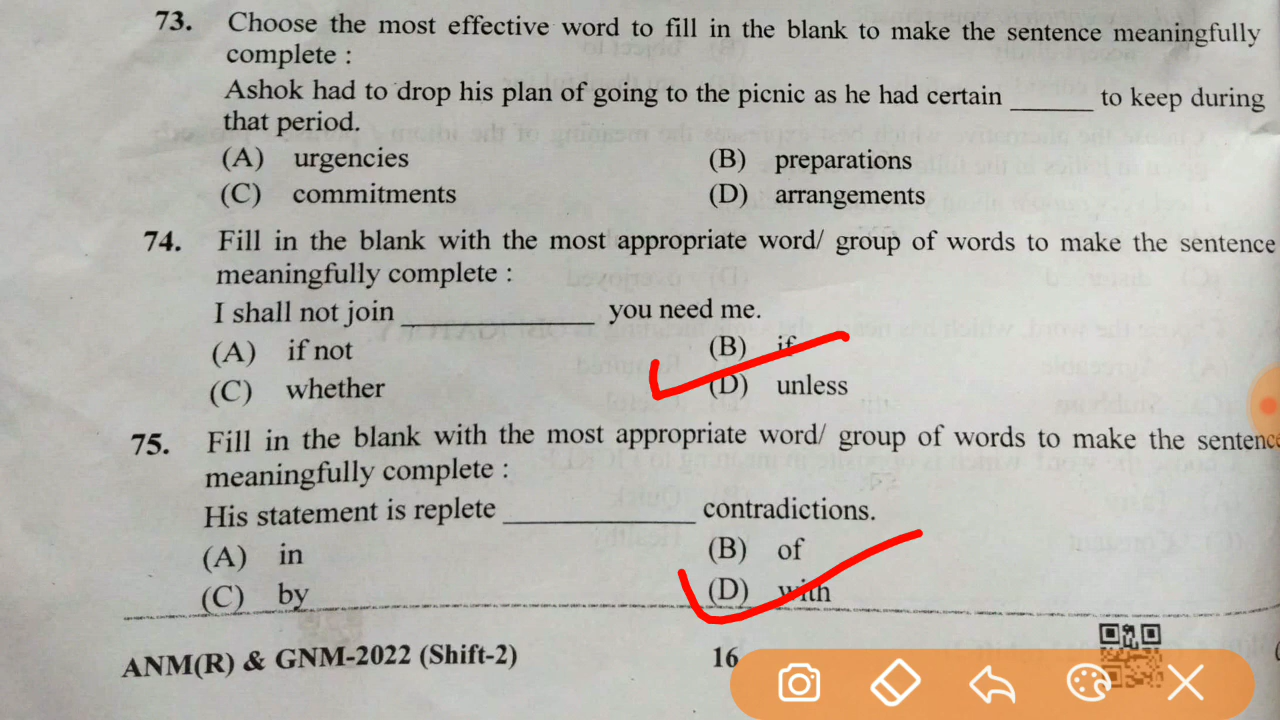 73. Choose the most effective word to fill in the blank to make the sentence meaningfully
complete :
Ashok had to drop his plan of going to the picnic as he had certain ______ to keep during
that period.
(A) urgencies (B) preparations
(C) commitments (D) arrangements
74. Fill in the blank with the most appropriate word/ group of words to make the sentence
meaningfully complete :
I shall not join ______________ you need me.
(A) if not (B) if
(C) whether (D) unless
75. Fill in the blank with the most appropriate word/ group of words to make the sentence
meaningfully complete :
His statement is replete ______________ contradictions.
(A) in (B) of
(C) by (D) with
ANM(R) & GNM-2022 (Shift-2) 16